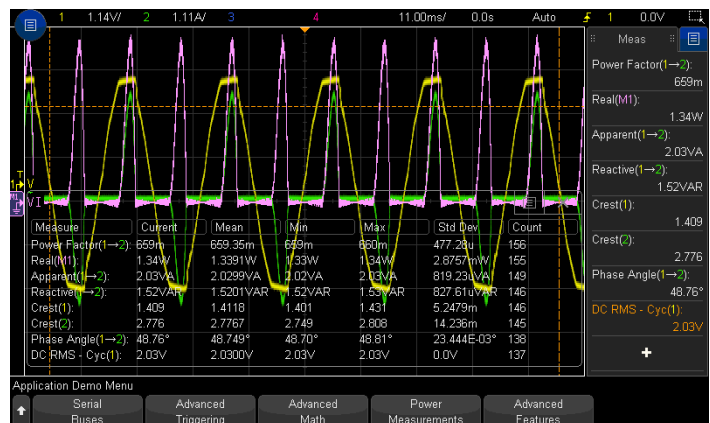 1 1.14V/ 2 1.11A/ 3 4 11.00ms/ 0.0s Auto 1 0.0V
Meas
Power Factor(1→2):
659m
Real(M1):
1.34W
Apparent(1→2):
2.03VA
Reactive(1→2):
1.52VAR
Crest(1):
1.409
Crest(2):
2.776
Phase Angle(1→2):
48.76°
DC RMS - Cyc(1):
2.03V
+
T
1 V
M1 VI
Measure Current Mean Min Max Std Dev Count
Power Factor(1→2): 659m 659.35m 659m 660m 477.28u 156
Real(M1): 1.34W 1.3391W 1.33W 1.34W 2.8757mW 155
Apparent(1→2): 2.03VA 2.0299VA 2.02VA 2.03VA 819.23uVA 149
Reactive(1→2): 1.52VAR 1.5201VAR 1.52VAR 1.53VAR 827.61uVAR 146
Crest(1): 1.409 1.4118 1.401 1.431 5.2479m 146
Crest(2): 2.776 2.7767 2.749 2.808 14.236m 145
Phase Angle(1→2): 48.76° 48.749° 48.70° 48.81° 23.444E-03° 138
DC RMS - Cyc(1): 2.03V 2.0300V 2.03V 2.03V 0.0V 137
Application Demo Menu
Serial Buses
Advanced Triggering
Advanced Math
Power Measurements
Advanced Features